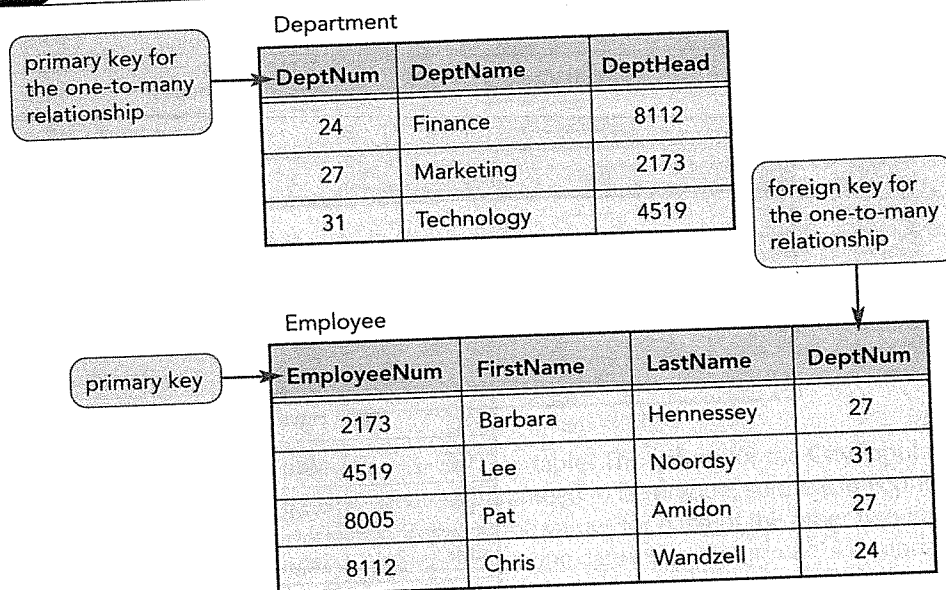 Department
primary key for
the one-to-many
relationship
DeptNum DeptName DeptHead
24 Finance 8112
27 Marketing 2173
31 Technology 4519
foreign key for
the one-to-many
relationship
Employee
primary key
EmployeeNum FirstName LastName DeptNum
2173 Barbara Hennessey 27
4519 Lee Noordsy 31
8005 Pat Amidon 27
8112 Chris Wandzell 24